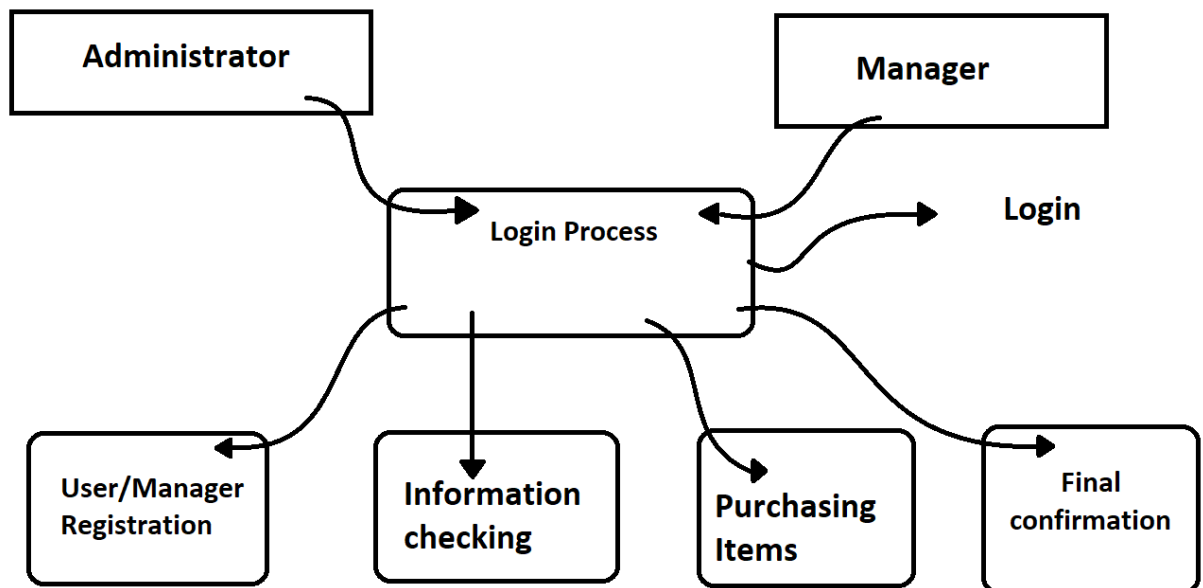 Administrator
Manager
Login Process
Login
User/Manager
Registration
Information
checking
Purchasing
Items
Final
confirmation